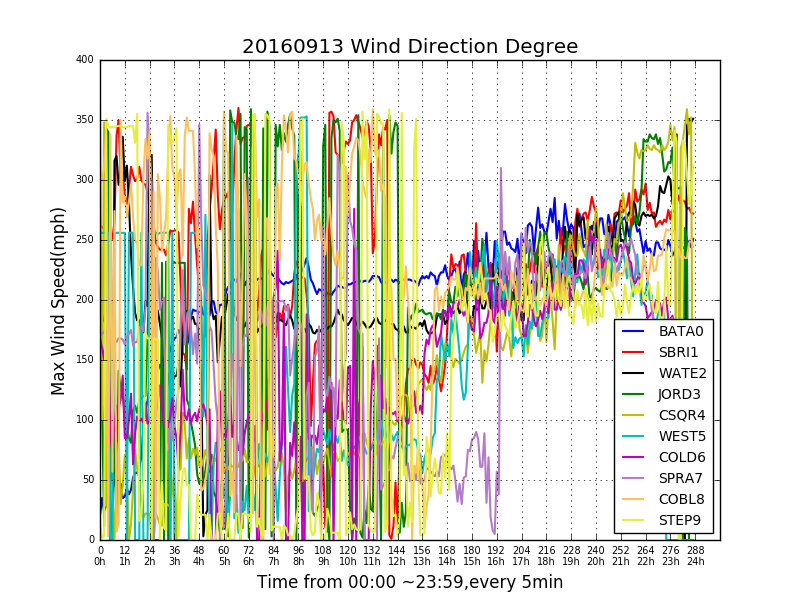 20160913 Wind Direction Degree
Max Wind Speed(mph)
400
350
300
250
200
150
100
50
0
BATA0
SBRI1
WATE2
JORD3
CSQR4
WEST5
COLD6
SPRA7
COBL8
STEP9
0 12 24 36 48 60 72 84 96 108 120 132 144 156 168 180 192 204 216 228 240 252 264 276 288
0h 1h 2h 3h 4h 5h 6h 7h 8h 9h 10h 11h 12h 13h 14h 15h 16h 17h 18h 19h 20h 21h 22h 23h 24h
Time from 00:00 ~23:59,every 5min